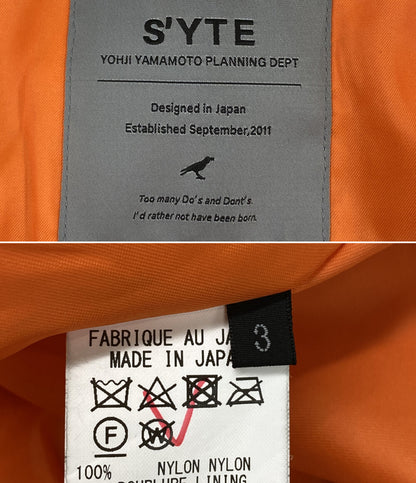 S'YTE
YOHJI YAMAMOTO PLANNING DEPT
Designed in Japan
Established September,2011
Too many Do's and Dont's.
I'd rather not have been born.
3
FABRIQUE AU JA
MADE IN JAPA
F
W
100% NYLON NYLON
LINING